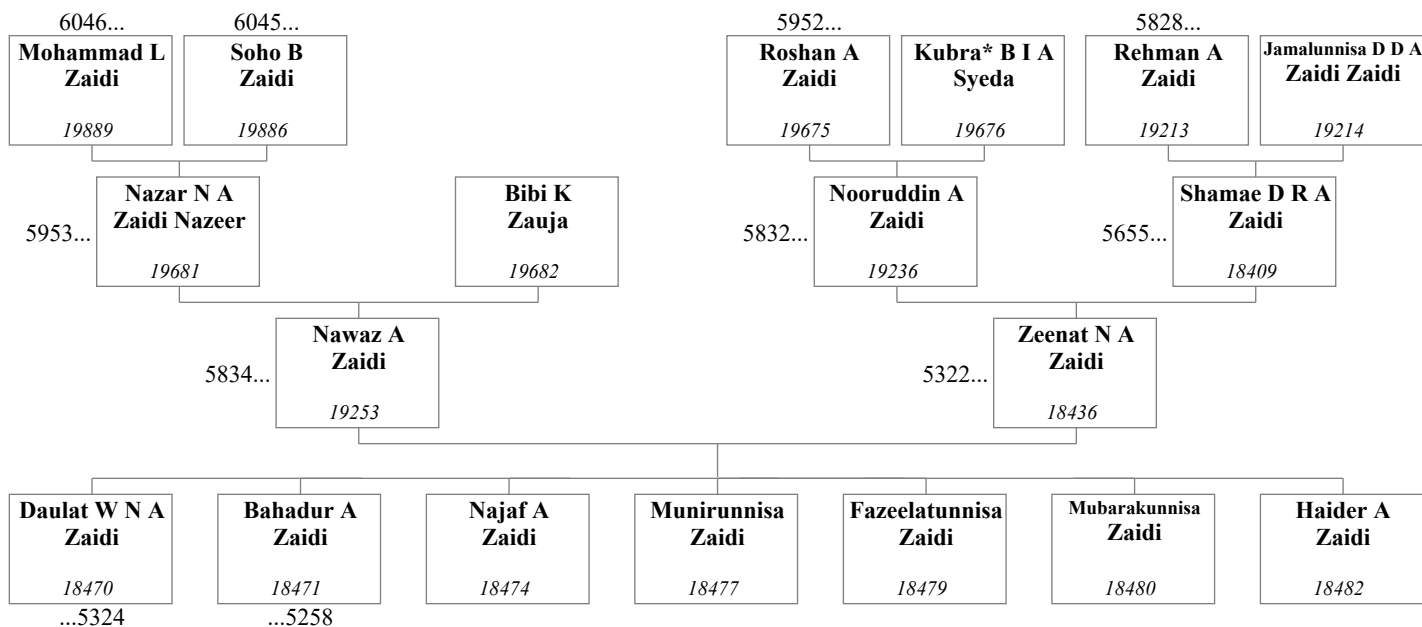 6046...
6045...
5952...
5828...
Mohammad L
Zaidi
19889
Soho B
Zaidi
19886
Roshan A
Zaidi
19675
Kubra* B I A
Syeda
19676
Rehman A
Zaidi
19213
Jamalunnisa D D A
Zaidi Zaidi
19214
5953...
Nazar N A
Zaidi Nazeer
19681
Bibi K
Zauja
19682
5832...
Nooruddin A
Zaidi
19236
5655...
Shamae D R A
Zaidi
18409
5834...
Nawaz A
Zaidi
19253
5322...
Zeenat N A
Zaidi
18436
Daulat W N A
Zaidi
18470
Bahadur A
Zaidi
18471
Najaf A
Zaidi
18474
Munirunnisa
Zaidi
18477
Fazeelatunnisa
Zaidi
18479
Mubarakunnisa
Zaidi
18480
Haider A
Zaidi
18482
...5324
...5258